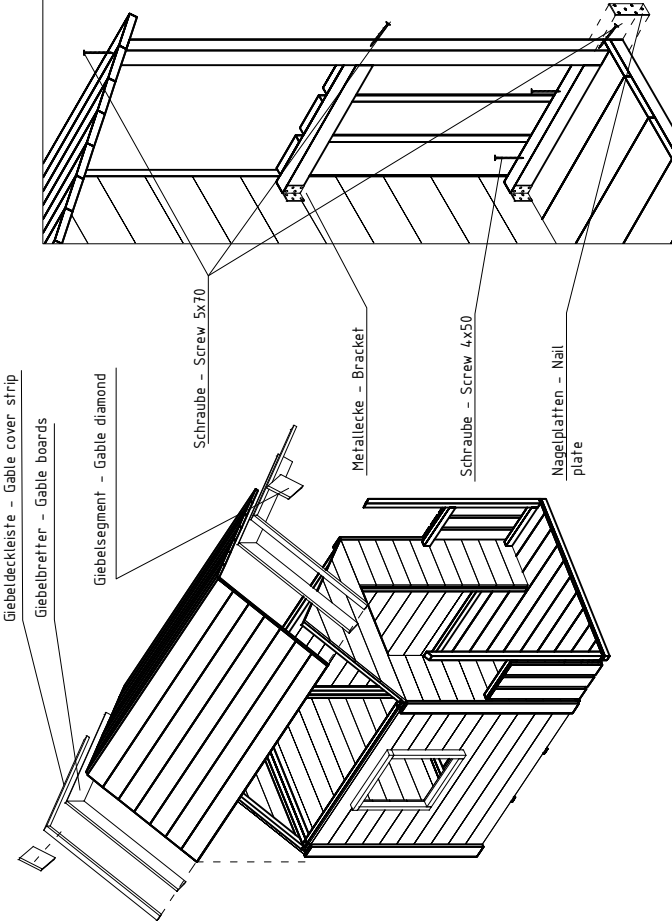 Giebeldeckleiste - Gable cover strip
Giebelbretter - Gable boards
Giebelsegment - Gable diamond
Schraube - Screw 5x70
Metallecke - Bracket
Schraube - Screw 4x50
Nagelplatten - Nail
plate